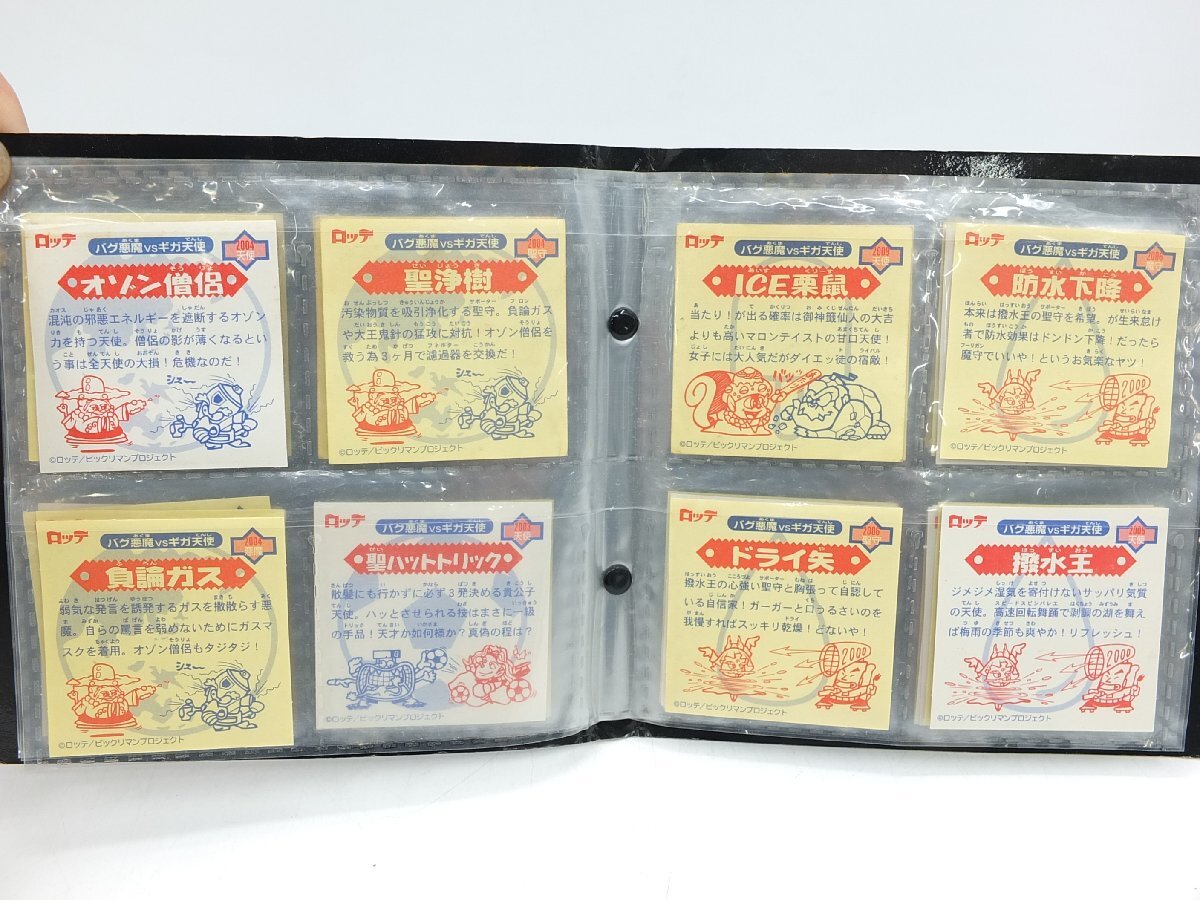 ロッテ
バグ悪魔vsギガ天使
2004
天使
オゾン僧侶
混沌の邪悪エネルギーを遮断するオゾン
力を持つ天使。僧侶の影が薄くなるとい
う事は全天使の大損!危機なのだ!
シュー
©ロッテ/ビックリマンプロジェクト
ロッテ
バグ悪魔vsギガ天使
2004
聖守
聖浄樹
汚染物質を吸引浄化する聖守。負論ガス
や大王鬼針の猛攻に対抗!オゾン僧侶を
救う為3ヶ月で濾過器を交換だ!
シュー
©ロッテ/ビックリマンプロジェクト
ロッテ
バグ悪魔vsギガ天使
天使
ICE栗鼠
当たり!が出る確率は御神籤仙人の大吉
よりも高いマロンテイストの甘口天使!
女子には大人気だがダイエッ徒の宿敵!
©ロッテ/ビックリマンプロジェクト
ロッテ
バグ悪魔vsギガ天使
防水下降
本来は撥水王の聖守を希望。が生来怠け
者で防水効果はドンドン下降!だったら
魔守でいいや!というお気楽なヤツ!
2000
©ロッテ/ビックリマンプロジェクト
ロッテ
バグ悪魔vsギガ天使
2004
悪魔
負論ガス
弱気な発言を誘発するガスを撒散らす悪
魔。自らの罵言を弱めないためにガスマ
スクを着用。オゾン僧侶もタジタジ!
シュー
©ロッテ/ビックリマンプロジェクト
ロッテ
バグ悪魔vsギガ天使
天使
聖ハットトリック
散髪にも行かずに必ず3発決める貴公子
天使。ハッとさせられる技はまさに一級
の手品!天才か如何様か?真偽の程は?
©ロッテ/ビックリマンプロジェクト
ロッテ
バグ悪魔vsギガ天使
2006
聖守
ドライ矢
撥水王の心強い聖守と胸張って自認して
いる自信家!ガーガーと口うるさいのを
我慢すればスッキリ乾燥!どないや!
2000
©ロッテ/ビックリマンプロジェクト
ロッテ
バグ悪魔vsギガ天使
2006
天使
撥水王
ジメジメ湿気を寄付けないサッパリ気質
の天使。高速回転舞踊で剥製の湖を舞え
ば梅雨の季節も爽やか!リフレッシュ!
2000
©ロッテ/ビックリマンプロジェクト